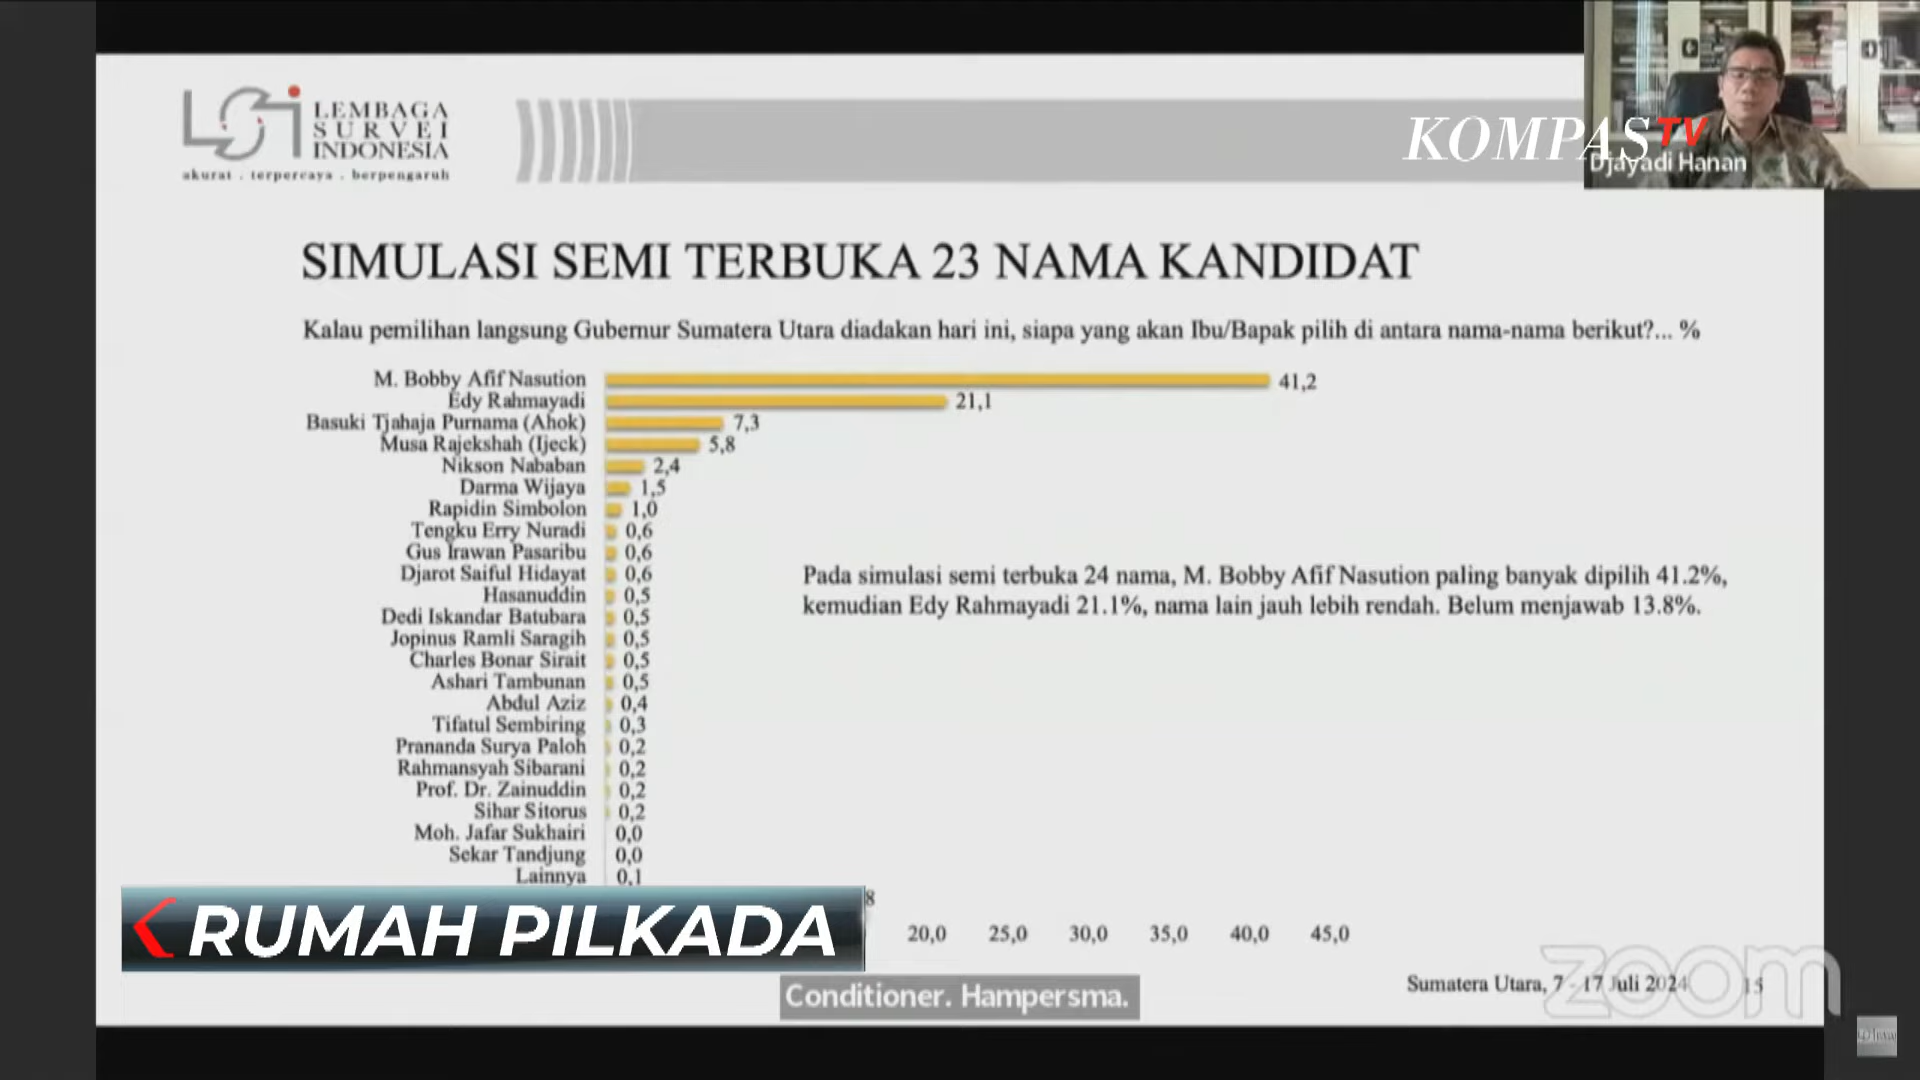 LSI LEMBAGA
SURVEI
INDONESIA
akurat . terpercaya . berpengaruh
KOMPAS TV
Djayadi Hanan
SIMULASI SEMI TERBUKA 23 NAMA KANDIDAT
Kalau pemilihan langsung Gubernur Sumatera Utara diadakan hari ini, siapa yang akan Ibu/Bapak pilih di antara nama-nama berikut?... %
M. Bobby Afif Nasution 41,2
Edy Rahmayadi 21,1
Basuki Tjahaja Purnama (Ahok) 7,3
Musa Rajekshah (Ijeck) 5,8
Nikson Nababan 2,4
Darma Wijaya 1,5
Rapidin Simbolon 1,0
Tengku Erry Nuradi 0,6
Gus Irawan Pasaribu 0,6
Djarot Saiful Hidayat 0,6
Hasanuddin 0,5
Dedi Iskandar Batubara 0,5
Jopinus Ramli Saragih 0,5
Charles Bonar Sirait 0,5
Ashari Tambunan 0,5
Abdul Aziz 0,4
Tifatul Sembiring 0,3
Prananda Surya Paloh 0,2
Rahmansyah Sibarani 0,2
Prof. Dr. Zainuddin 0,2
Sihar Sitorus 0,2
Moh. Jafar Sukhairi 0,0
Sekar Tandjung 0,0
Lainnya 0,1
8
Pada simulasi semi terbuka 24 nama, M. Bobby Afif Nasution paling banyak dipilih 41.2%,
kemudian Edy Rahmayadi 21.1%, nama lain jauh lebih rendah. Belum menjawab 13.8%.
20,0 25,0 30,0 35,0 40,0 45,0
RUMAH PILKADA
Conditioner. Hampersma.
Sumatera Utara, 7 - 17 Juli 2024 15
zoom